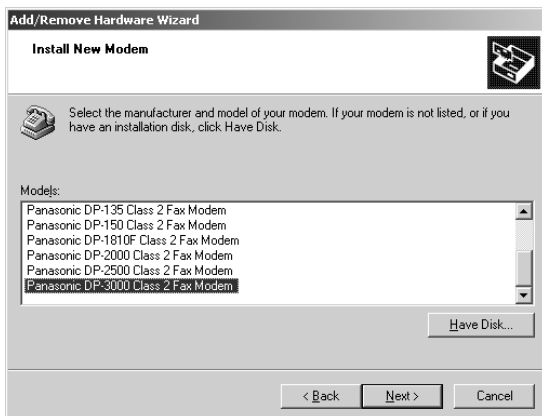 Add/Remove Hardware Wizard
Install New Modem
Select the manufacturer and model of your modem. If your modem is not listed, or if you
have an installation disk, click Have Disk.
Models:
Panasonic DP-135 Class 2 Fax Modem
Panasonic DP-150 Class 2 Fax Modem
Panasonic DP-1810F Class 2 Fax Modem
Panasonic DP-2000 Class 2 Fax Modem
Panasonic DP-2500 Class 2 Fax Modem
Panasonic DP-3000 Class 2 Fax Modem
Have Disk...
< Back Next > Cancel